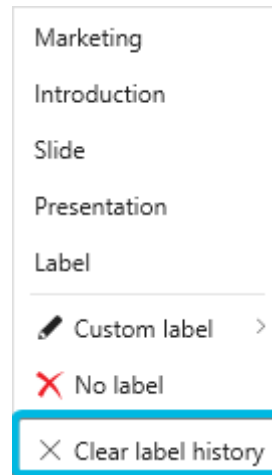 Marketing
Introduction
Slide
Presentation
Label
Custom label
No label
Clear label history